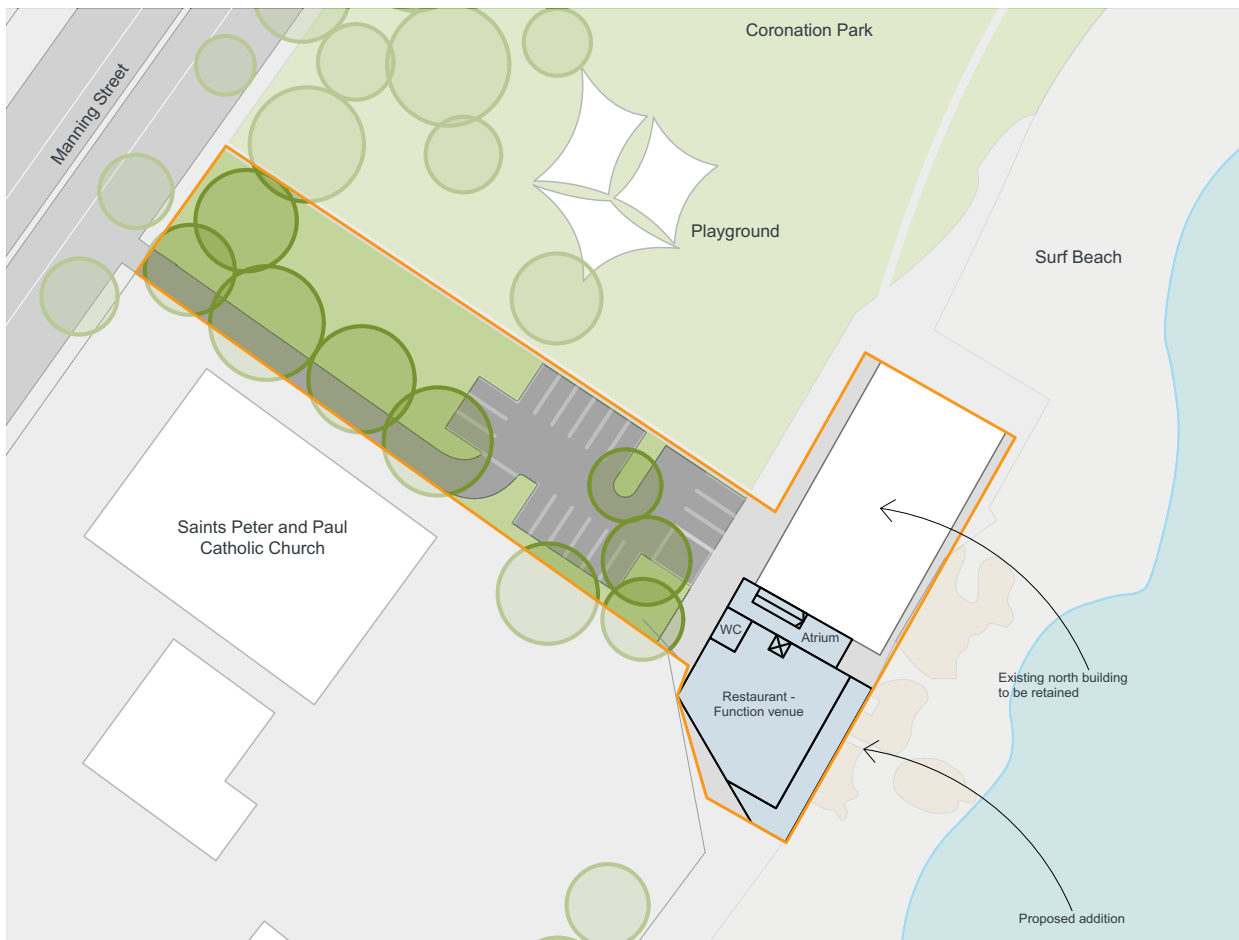 Coronation Park
Manning Street
Playground
Surf Beach
Saints Peter and Paul
Catholic Church
WC
Atrium
Restaurant -
Function venue
Existing north building
to be retained
Proposed addition